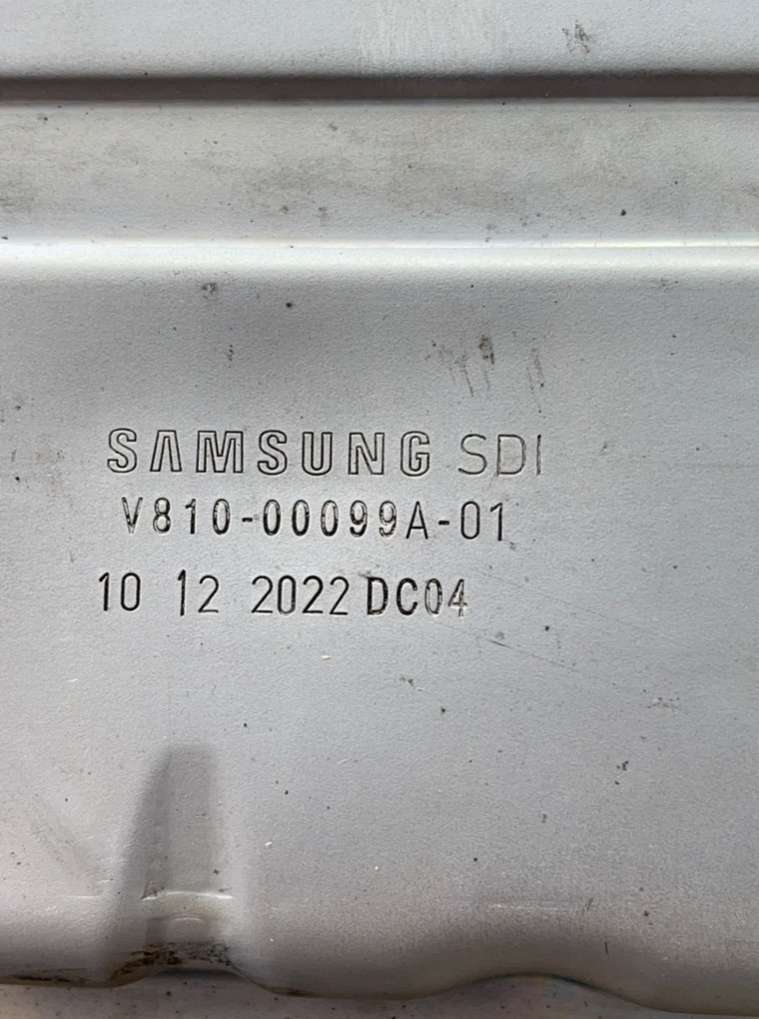 SAMSUNG SDI
V810-00099A-01
10 12 2022 DC04